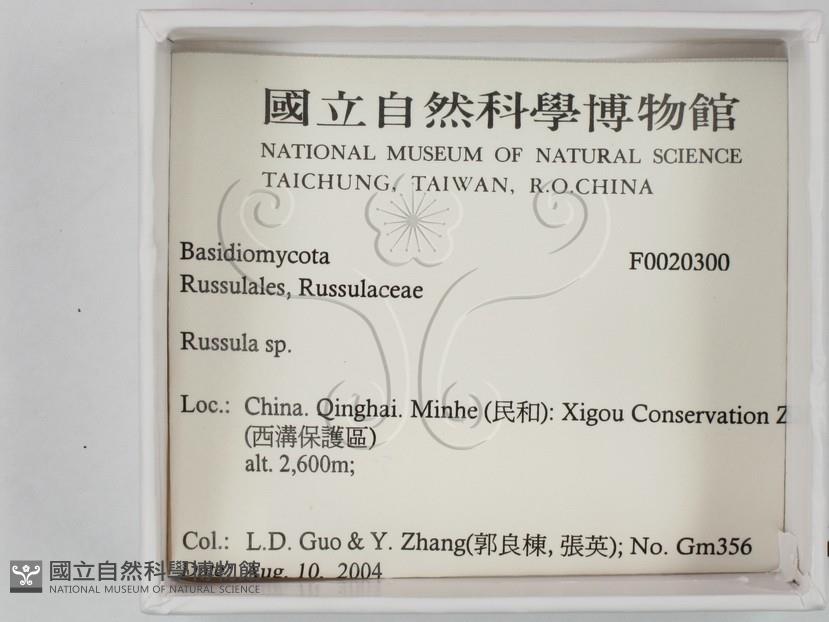 國立自然科學博物館
NATIONAL MUSEUM OF NATURAL SCIENCE
TAICHUNG, TAIWAN, R.O.CHINA
Basidiomycota F0020300
Russulales, Russulaceae
Russula sp.
Loc.: China. Qinghai. Minhe (民和): Xigou Conservation Z
(西溝保護區)
alt. 2,600m;
Col.: L.D. Guo & Y. Zhang(郭良棟, 張英); No. Gm356
Date: Aug. 10, 2004
國立自然科學博物館
NATIONAL MUSEUM OF NATURAL SCIENCE